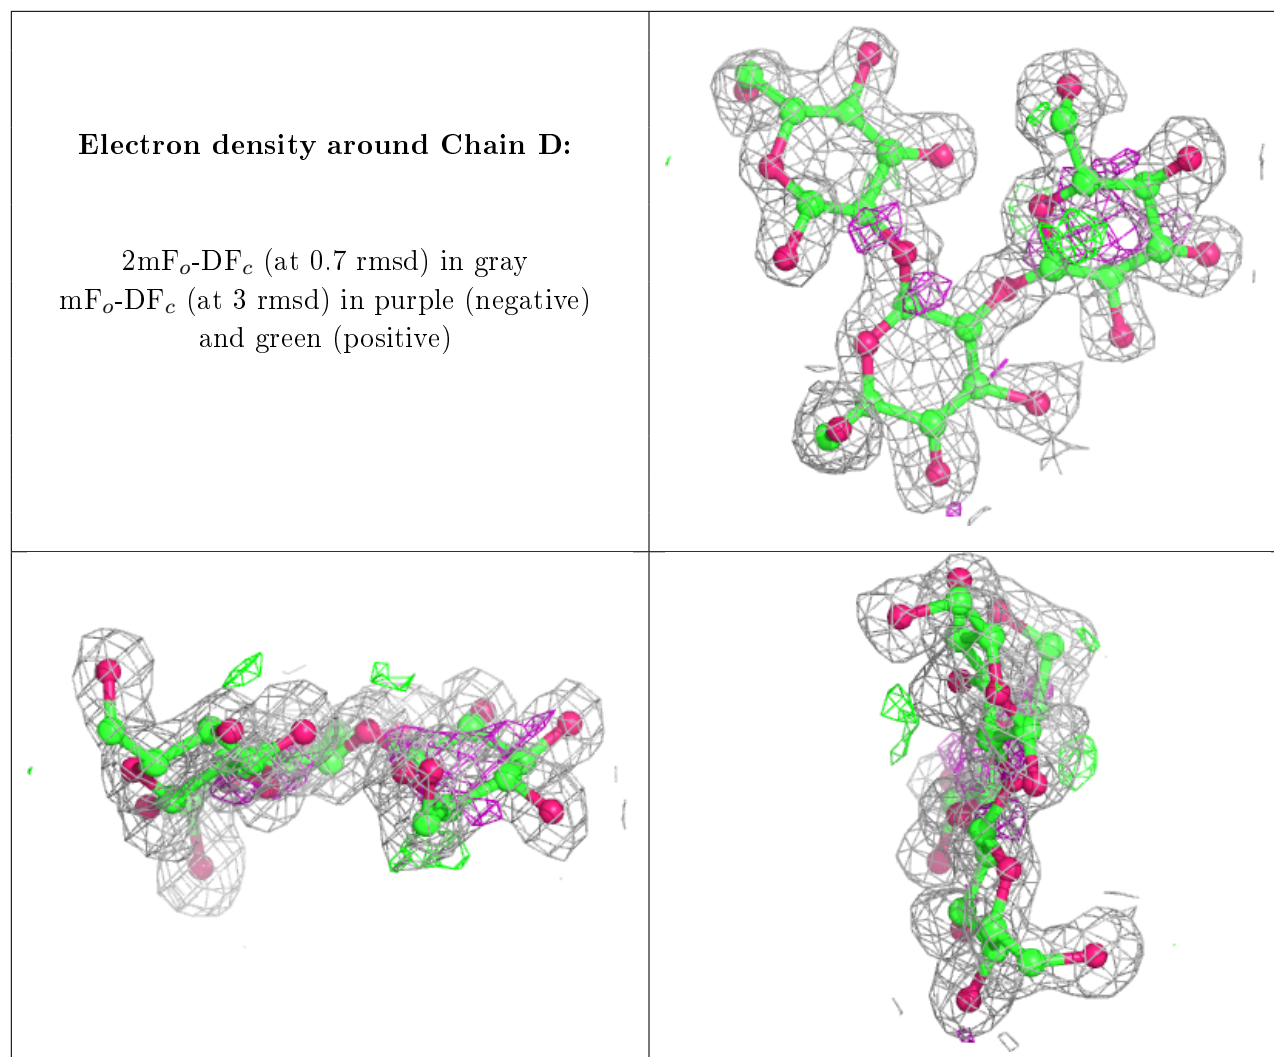 Electron density around Chain D:
2mFₒ-DF𝒸 (at 0.7 rmsd) in gray
mFₒ-DF𝒸 (at 3 rmsd) in purple (negative)
and green (positive)